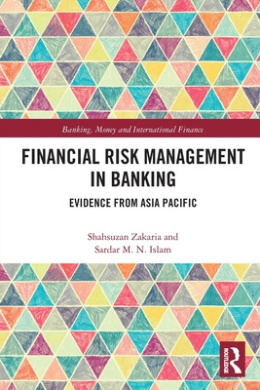 Banking, Money and International Finance
FINANCIAL RISK MANAGEMENT
IN BANKING
EVIDENCE FROM ASIA PACIFIC
Shahsuzan Zakaria and
Sardar M. N. Islam
R
ROUTLEDGE